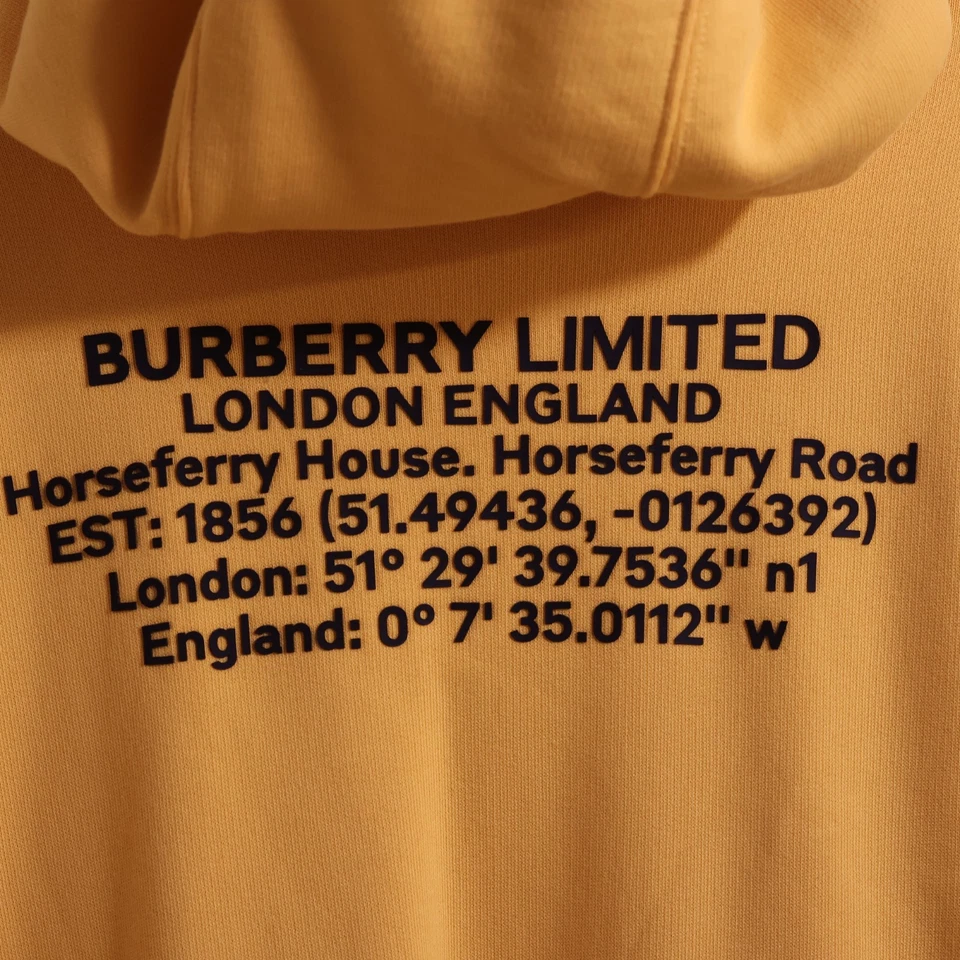 BURBERRY LIMITED
LONDON ENGLAND
Horseferry House. Horseferry Road
EST: 1856 (51.49436, -0126392)
London: 51° 29' 39.7536" n1
England: 0° 7' 35.0112" w